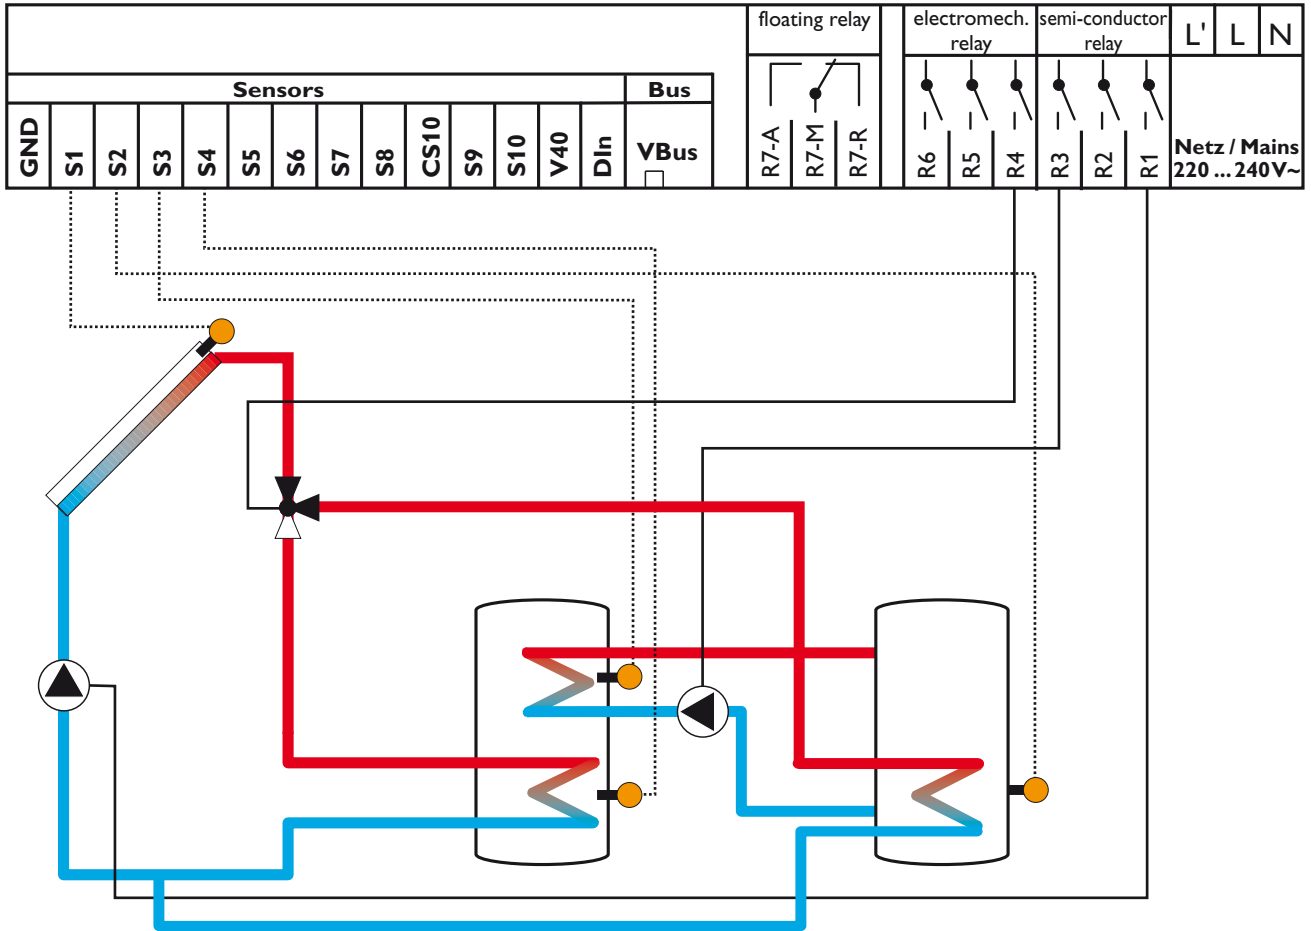 floating relay
electromech.
relay
semi-conductor
relay
L'
L
N
Sensors
Bus
GND
S1
S2
S3
S4
S5
S6
S7
S8
CS10
S9
S10
V40
DIn
VBus
R7-A
R7-M
R7-R
R6
R5
R4
R3
R2
R1
Netz / Mains
220 ... 240V~